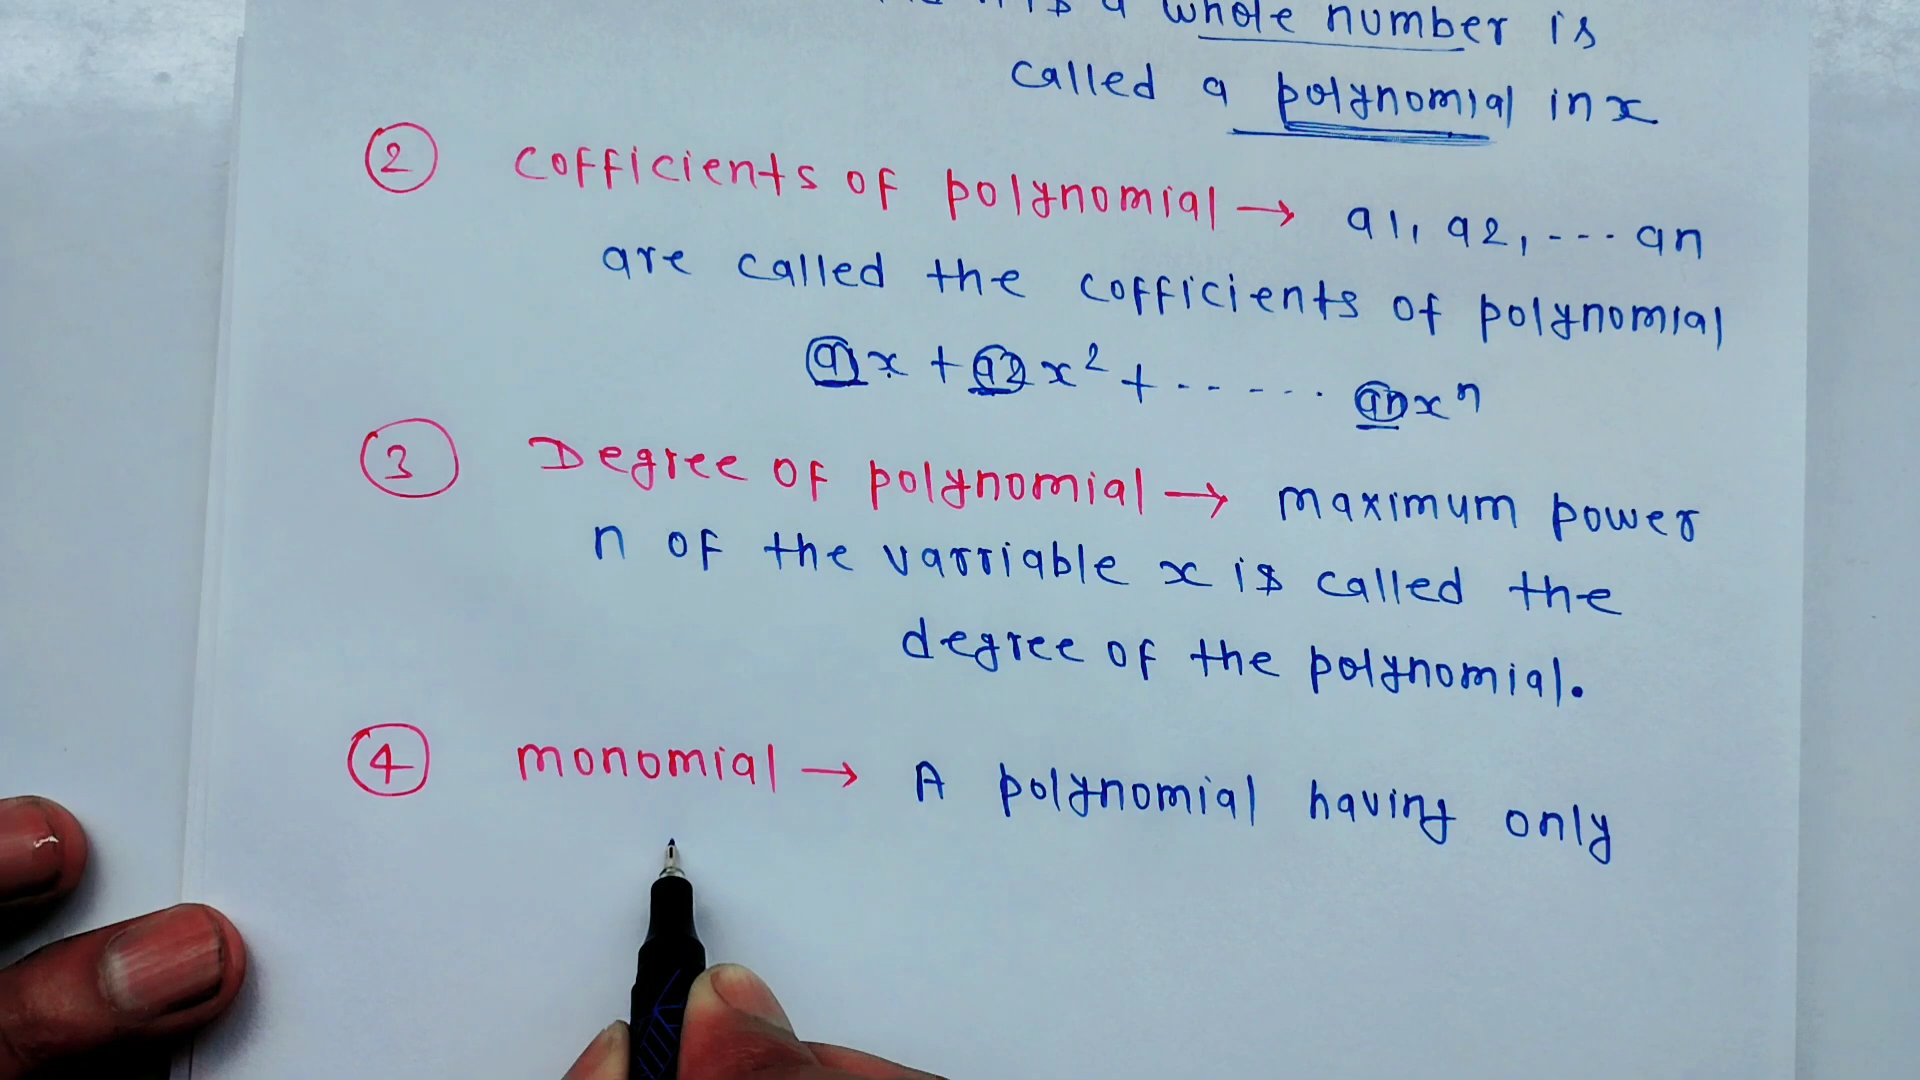 a whole number is
called a polynomial in x
2 cofficients of polynomial → a1, a2, --- an
are called the cofficients of polynomial
a1x + a2x² + ------ anxⁿ
3 Degree of polynomial → maximum power
n of the varriable x is called the
degree of the polynomial.
4 monomial → A polynomial having only